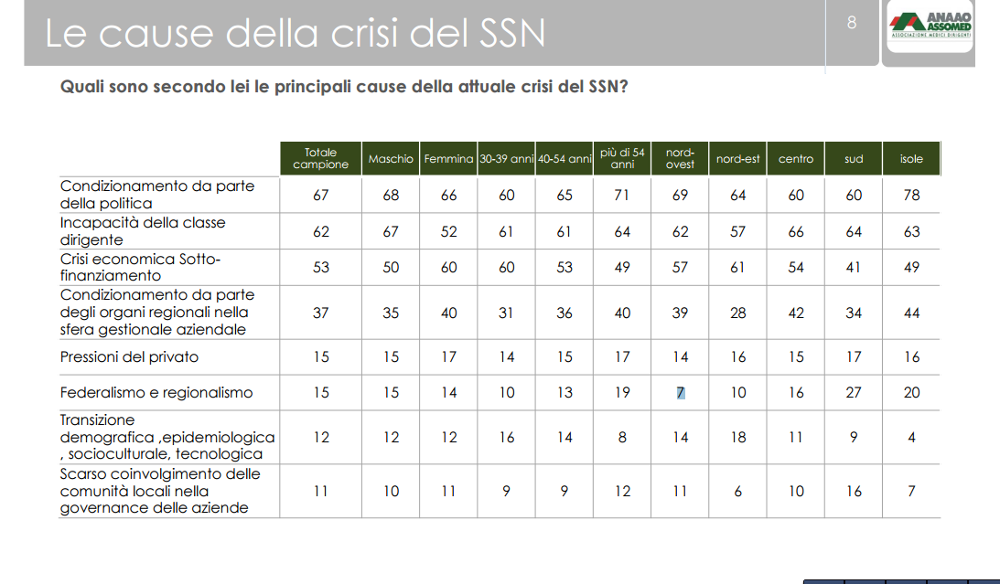 Le cause della crisi del SSN
8
ANAAO
ASSOMED
ASSOCIAZIONE MEDICI DIRIGENTI
Quali sono secondo lei le principali cause della attuale crisi del SSN?
Totale campione Maschio Femmina 30-39 anni 40-54 anni più di 54 anni nord-ovest nord-est centro sud isole
Condizionamento da parte
della politica 67 68 66 60 65 71 69 64 60 60 78
Incapacità della classe
dirigente 62 67 52 61 61 64 62 57 66 64 63
Crisi economica Sotto-
finanziamento 53 50 60 60 53 49 57 61 54 41 49
Condizionamento da parte
degli organi regionali nella
sfera gestionale aziendale 37 35 40 31 36 40 39 28 42 34 44
Pressioni del privato 15 15 17 14 15 17 14 16 15 17 16
Federalismo e regionalismo 15 15 14 10 13 19 7 10 16 27 20
Transizione
demografica ,epidemiologica
, socioculturale, tecnologica 12 12 12 16 14 8 14 18 11 9 4
Scarso coinvolgimento delle
comunità locali nella
governance delle aziende 11 10 11 9 9 12 11 6 10 16 7